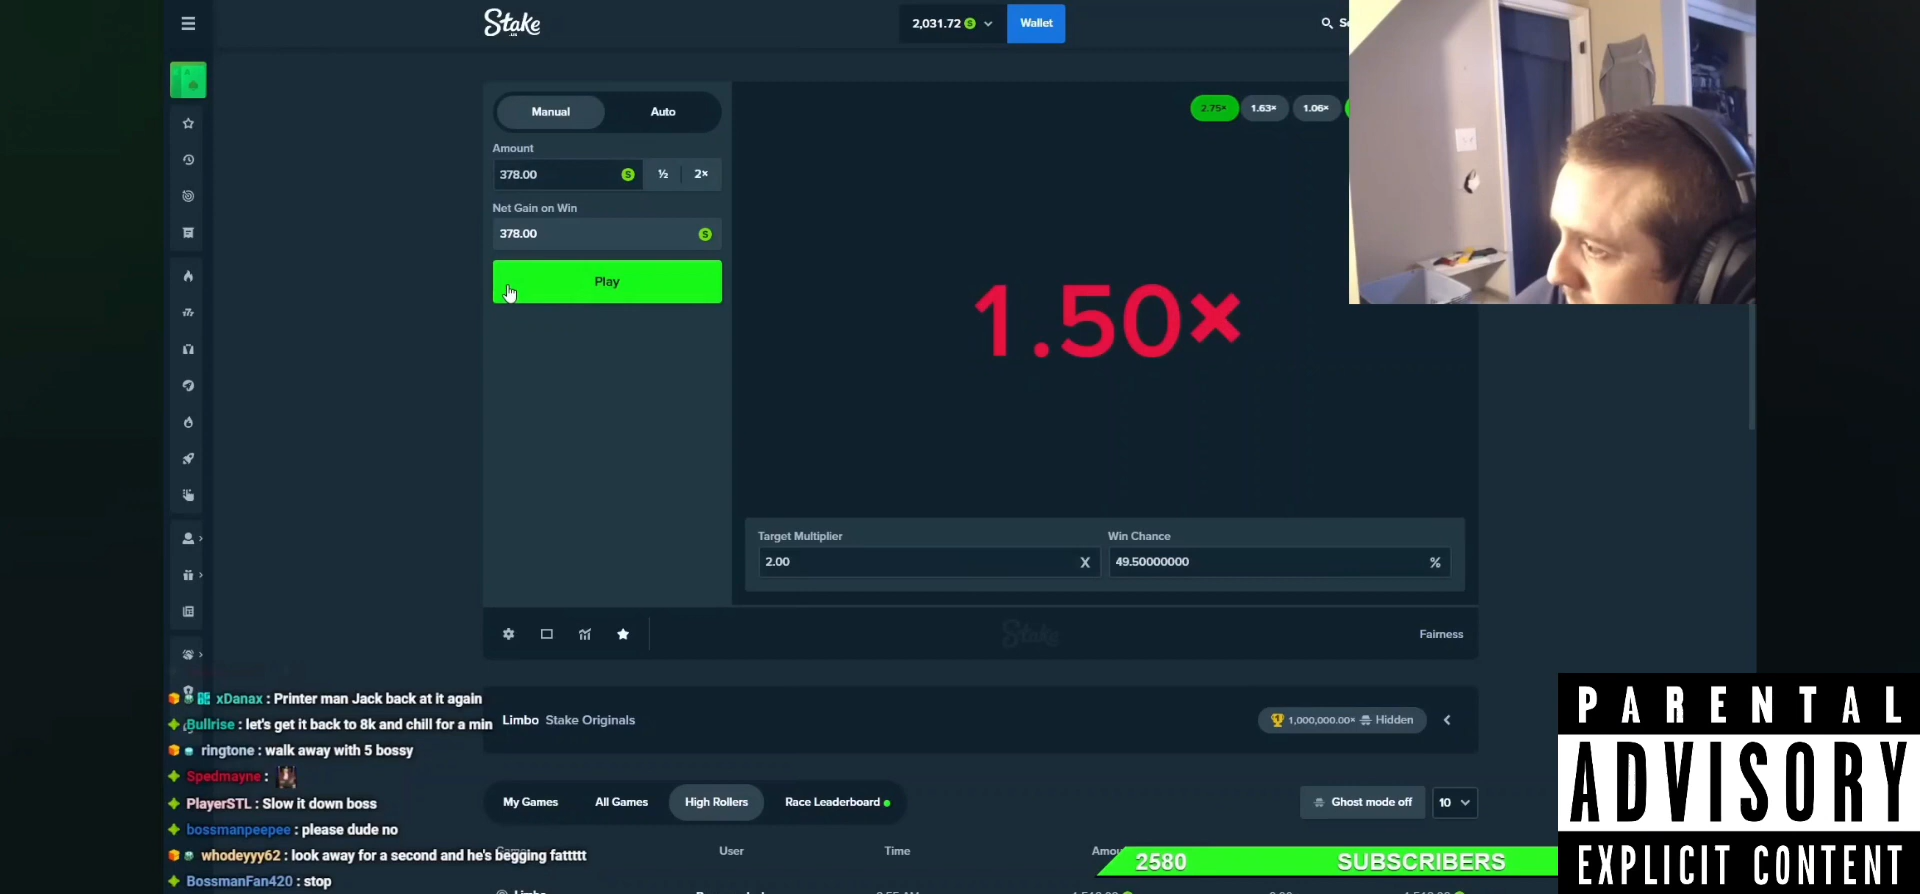 Stake
.us
2,031.72
Wallet
Manual
Auto
2.75×
1.63×
1.06×
Amount
378.00
½
2×
Net Gain on Win
378.00
Play
1.50×
Target Multiplier
Win Chance
2.00
X
49.50000000
%
Stake
Fairness
xDanax : Printer man Jack back at it again
Bullrise : let's get it back to 8k and chill for a min
ringtone : walk away with 5 bossy
Spedmayne :
PlayerSTL : Slow it down boss
bossmanpeepee : please dude no
whodeyyy62 : look away for a second and he's begging fattttt
BossmanFan420 : stop
Limbo Stake Originals
1,000,000.00× Hidden
My Games
All Games
High Rollers
Race Leaderboard
Ghost mode off
10
User
Time
2580 SUBSCRIBERS
PARENTAL
ADVISORY
EXPLICIT CONTENT